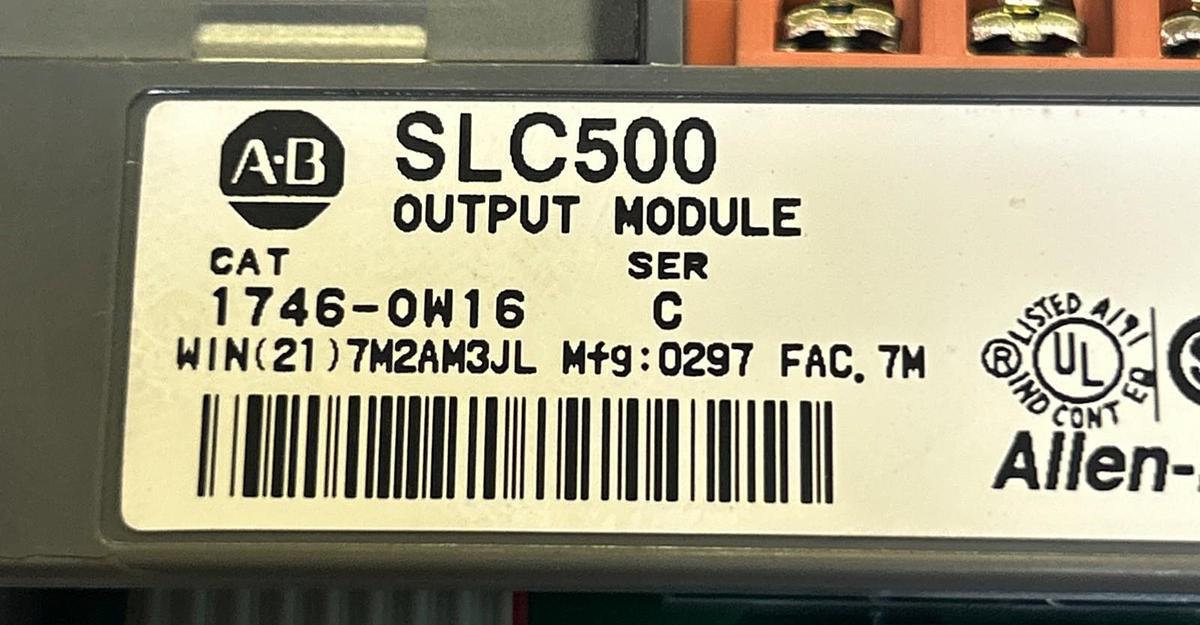 A·B
SLC500
OUTPUT MODULE
CAT SER
1746-OW16 C
WIN(21)7M2AM3JL Mfg:0297 FAC. 7M
LISTED A191
® UL
IND CONT EQ
Allen-